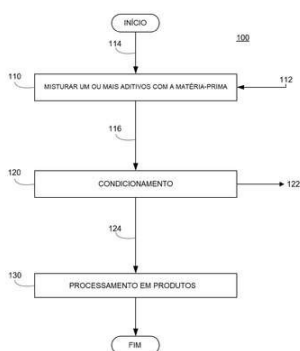 INÍCIO
114
100
110
MISTURAR UM OU MAIS ADITIVOS COM A MATÉRIA-PRIMA
112
116
120
CONDICIONAMENTO
122
124
130
PROCESSAMENTO EM PRODUTOS
FIM